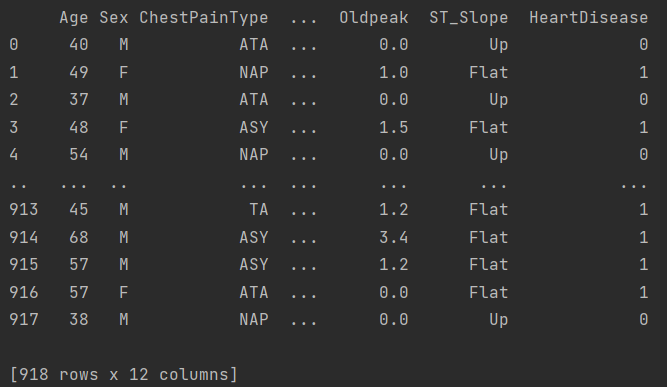 Age Sex ChestPainType ... Oldpeak ST_Slope HeartDisease
0 40 M ATA ... 0.0 Up 0
1 49 F NAP ... 1.0 Flat 1
2 37 M ATA ... 0.0 Up 0
3 48 F ASY ... 1.5 Flat 1
4 54 M NAP ... 0.0 Up 0
.. ... .. ... ... ... ... ...
913 45 M TA ... 1.2 Flat 1
914 68 M ASY ... 3.4 Flat 1
915 57 M ASY ... 1.2 Flat 1
916 57 F ATA ... 0.0 Flat 1
917 38 M NAP ... 0.0 Up 0
[918 rows x 12 columns]